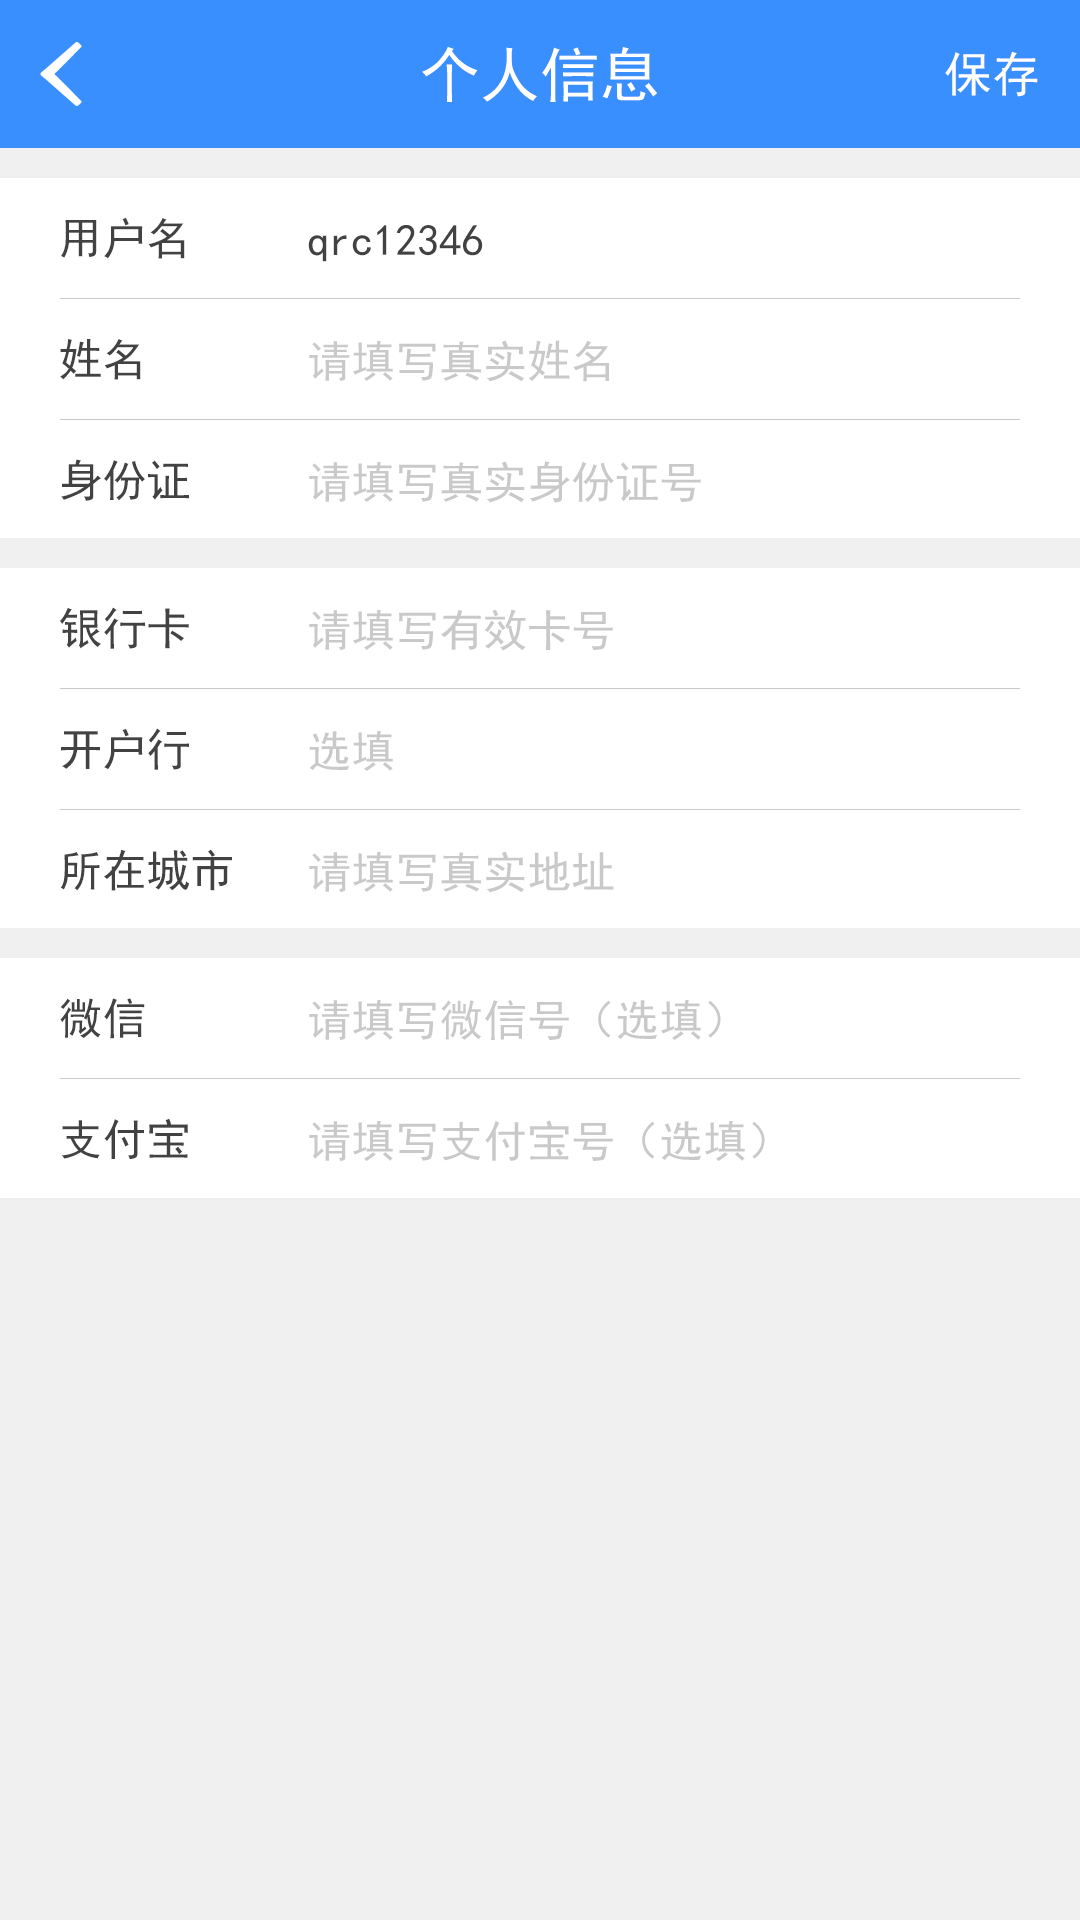 个人信息 保存
用户名 qrc12346
姓名 请填写真实姓名
身份证 请填写真实身份证号
银行卡 请填写有效卡号
开户行 选填
所在城市 请填写真实地址
微信 请填写微信号（选填）
支付宝 请填写支付宝号（选填）